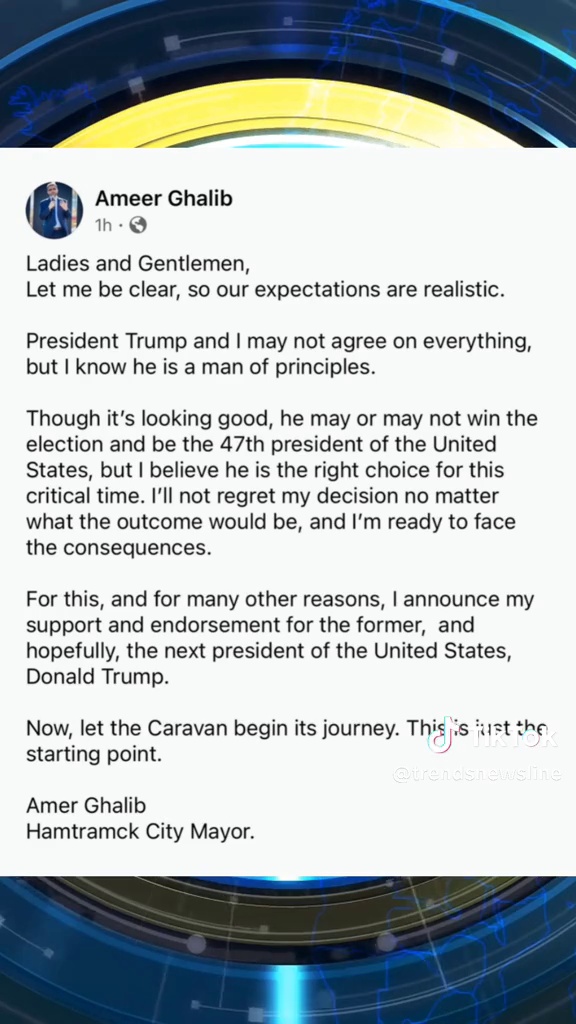 Ameer Ghalib
1h ·
Ladies and Gentlemen,
Let me be clear, so our expectations are realistic.
President Trump and I may not agree on everything,
but I know he is a man of principles.
Though it's looking good, he may or may not win the
election and be the 47th president of the United
States, but I believe he is the right choice for this
critical time. I'll not regret my decision no matter
what the outcome would be, and I'm ready to face
the consequences.
For this, and for many other reasons, I announce my
support and endorsement for the former,  and
hopefully, the next president of the United States,
Donald Trump.
Now, let the Caravan begin its journey. This is just the
starting point.
TikTok
@trendsnewsline
Amer Ghalib
Hamtramck City Mayor.